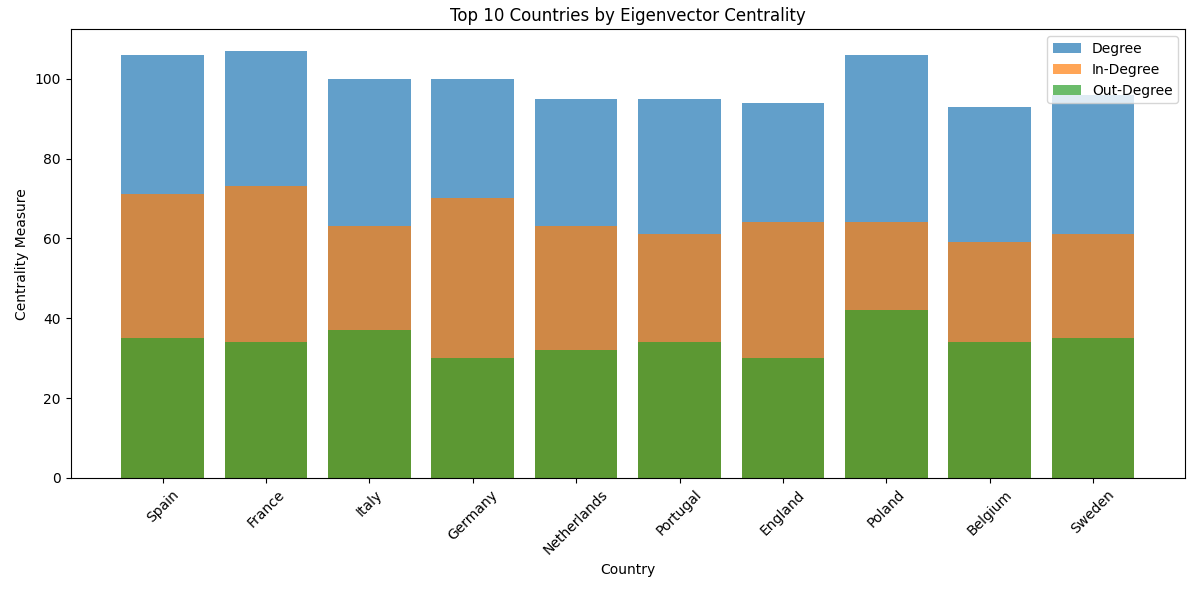 Top 10 Countries by Eigenvector Centrality
Degree
In-Degree
Out-Degree
Centrality Measure
100
80
60
40
20
0
Spain
France
Italy
Germany
Netherlands
Portugal
England
Poland
Belgium
Sweden
Country